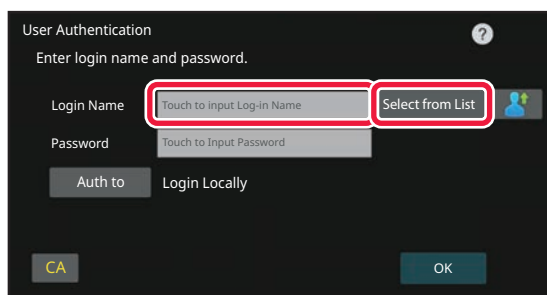 User Authentication ?
Enter login name and password.
Login Name Touch to input Log-in Name Select from List
Password Touch to Input Password
Auth to Login Locally
CA OK